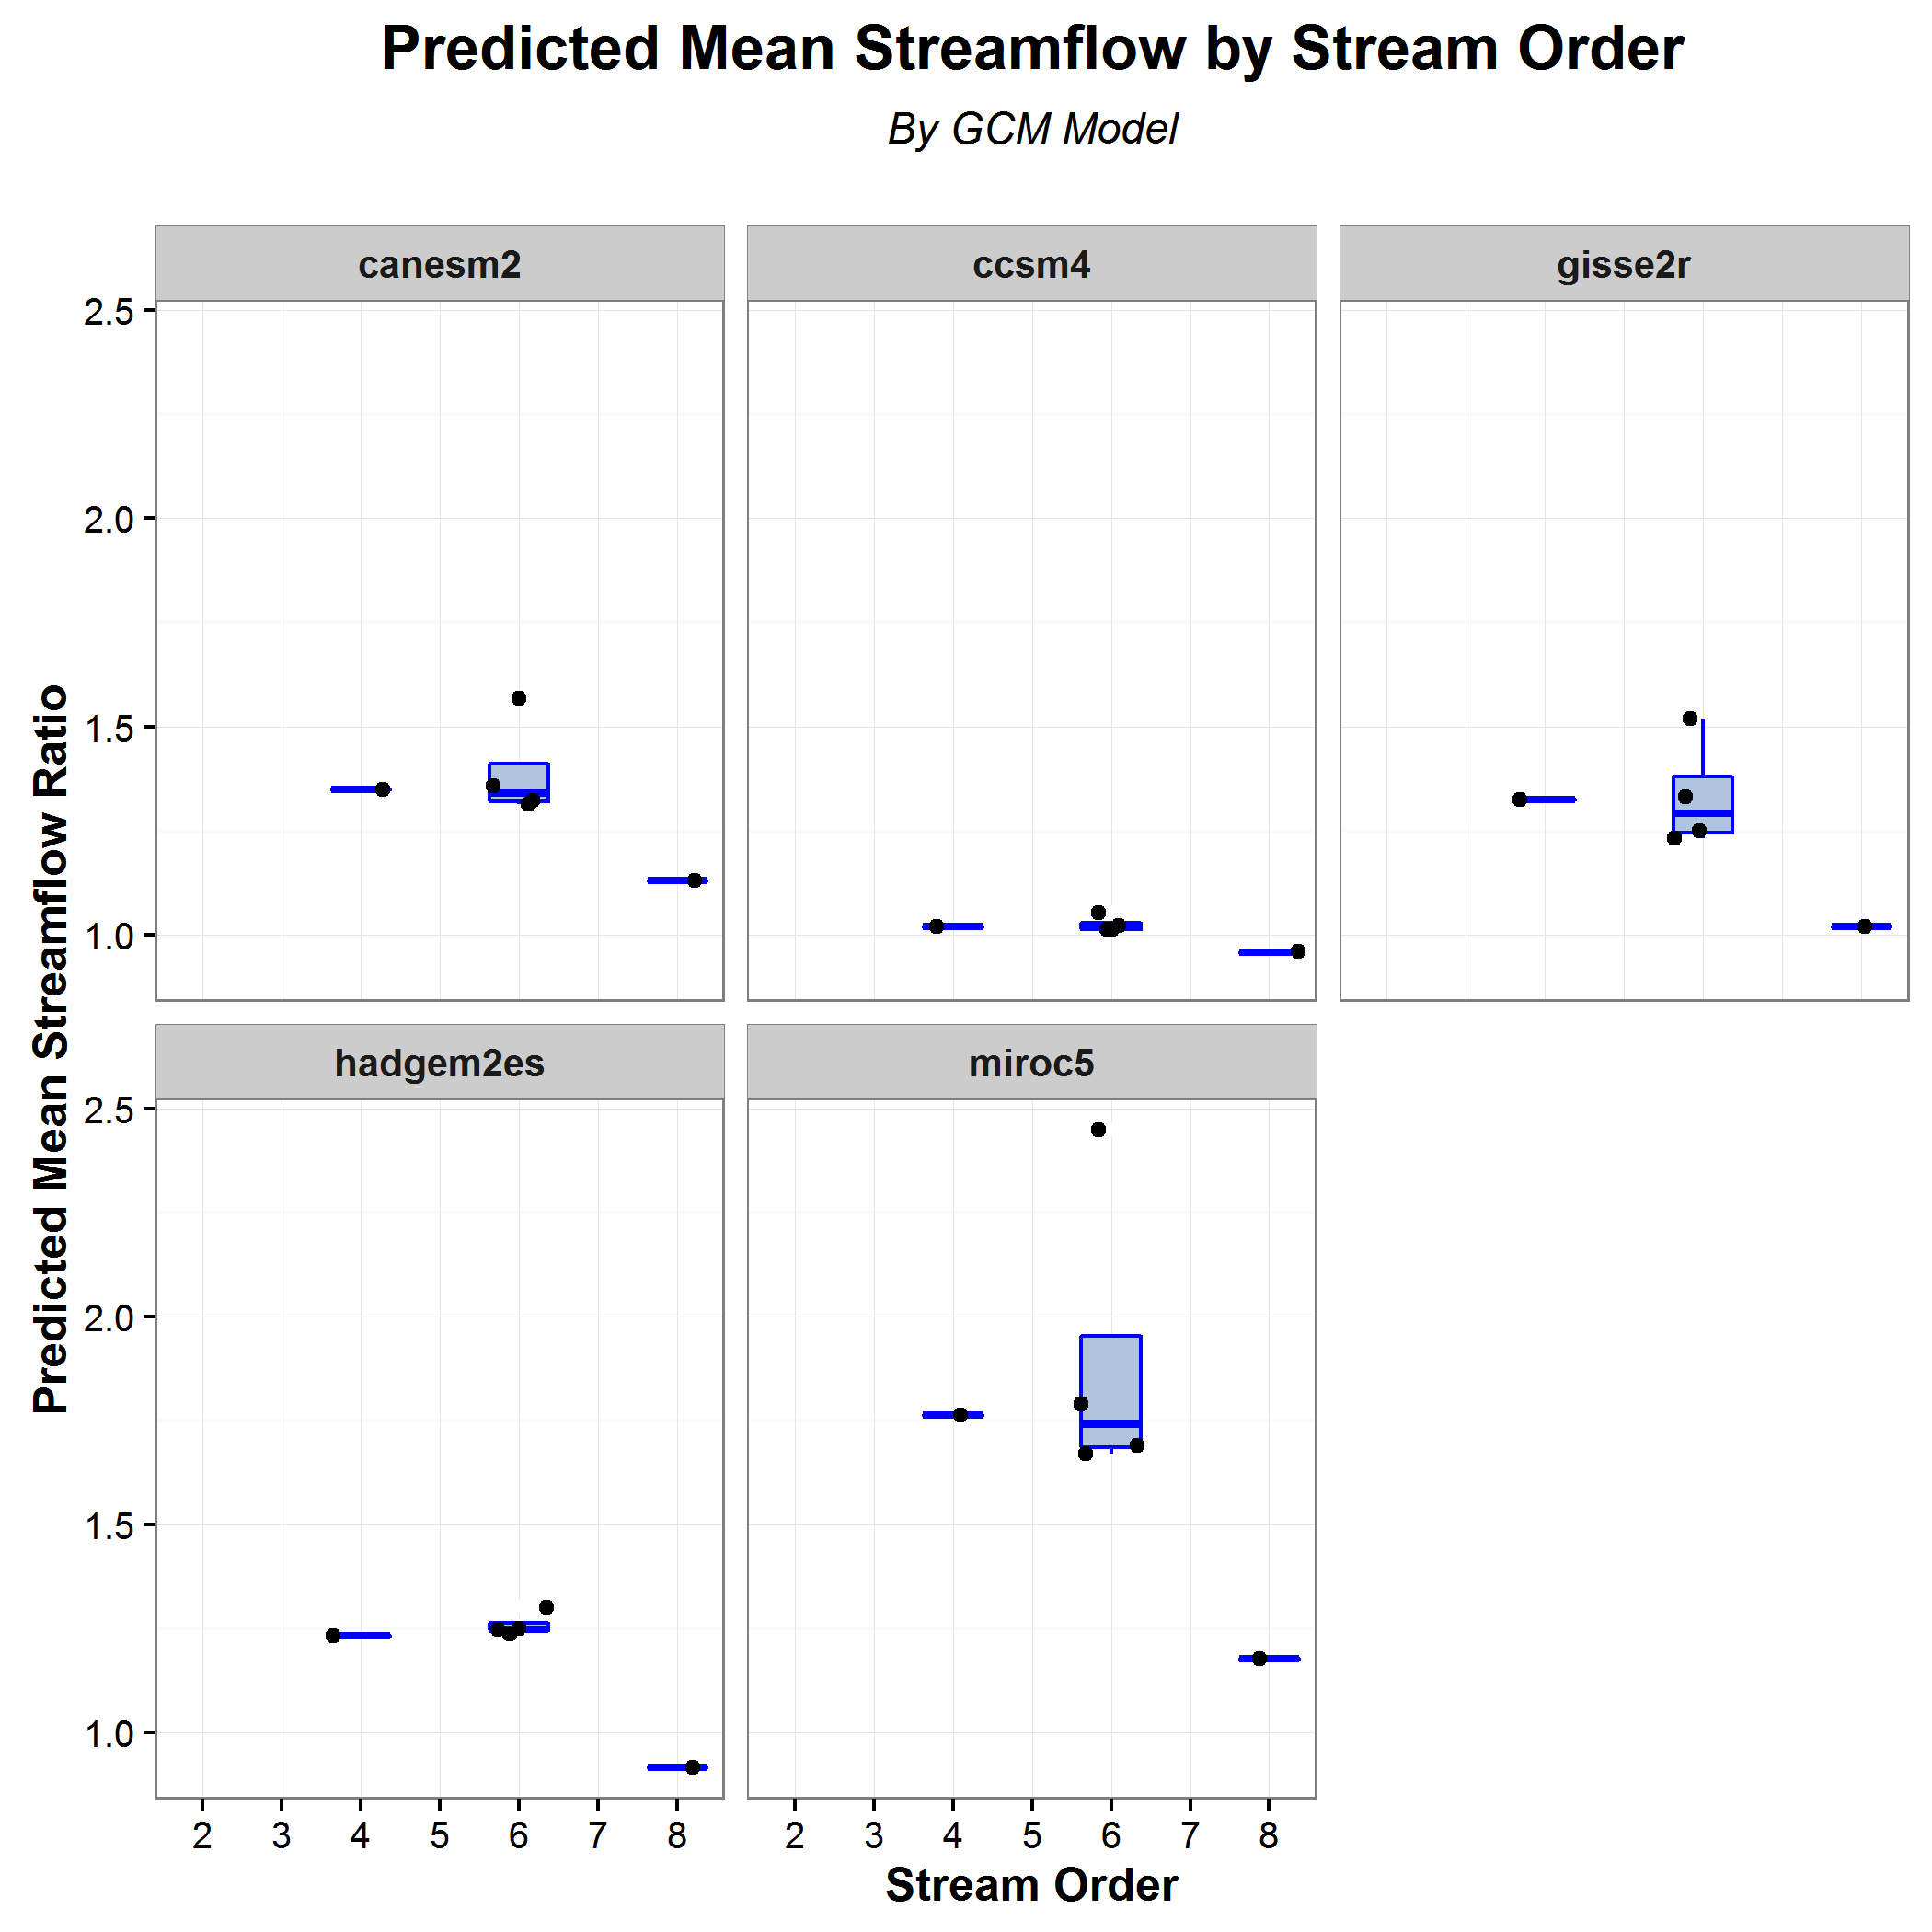 Predicted Mean Streamflow by Stream Order
By GCM Model
canesm2
ccsm4
gisse2r
2.5
2.0
1.5
1.0
Predicted Mean Streamflow Ratio
hadgem2es
miroc5
2.5
2.0
1.5
1.0
2 3 4 5 6 7 8
2 3 4 5 6 7 8
Stream Order